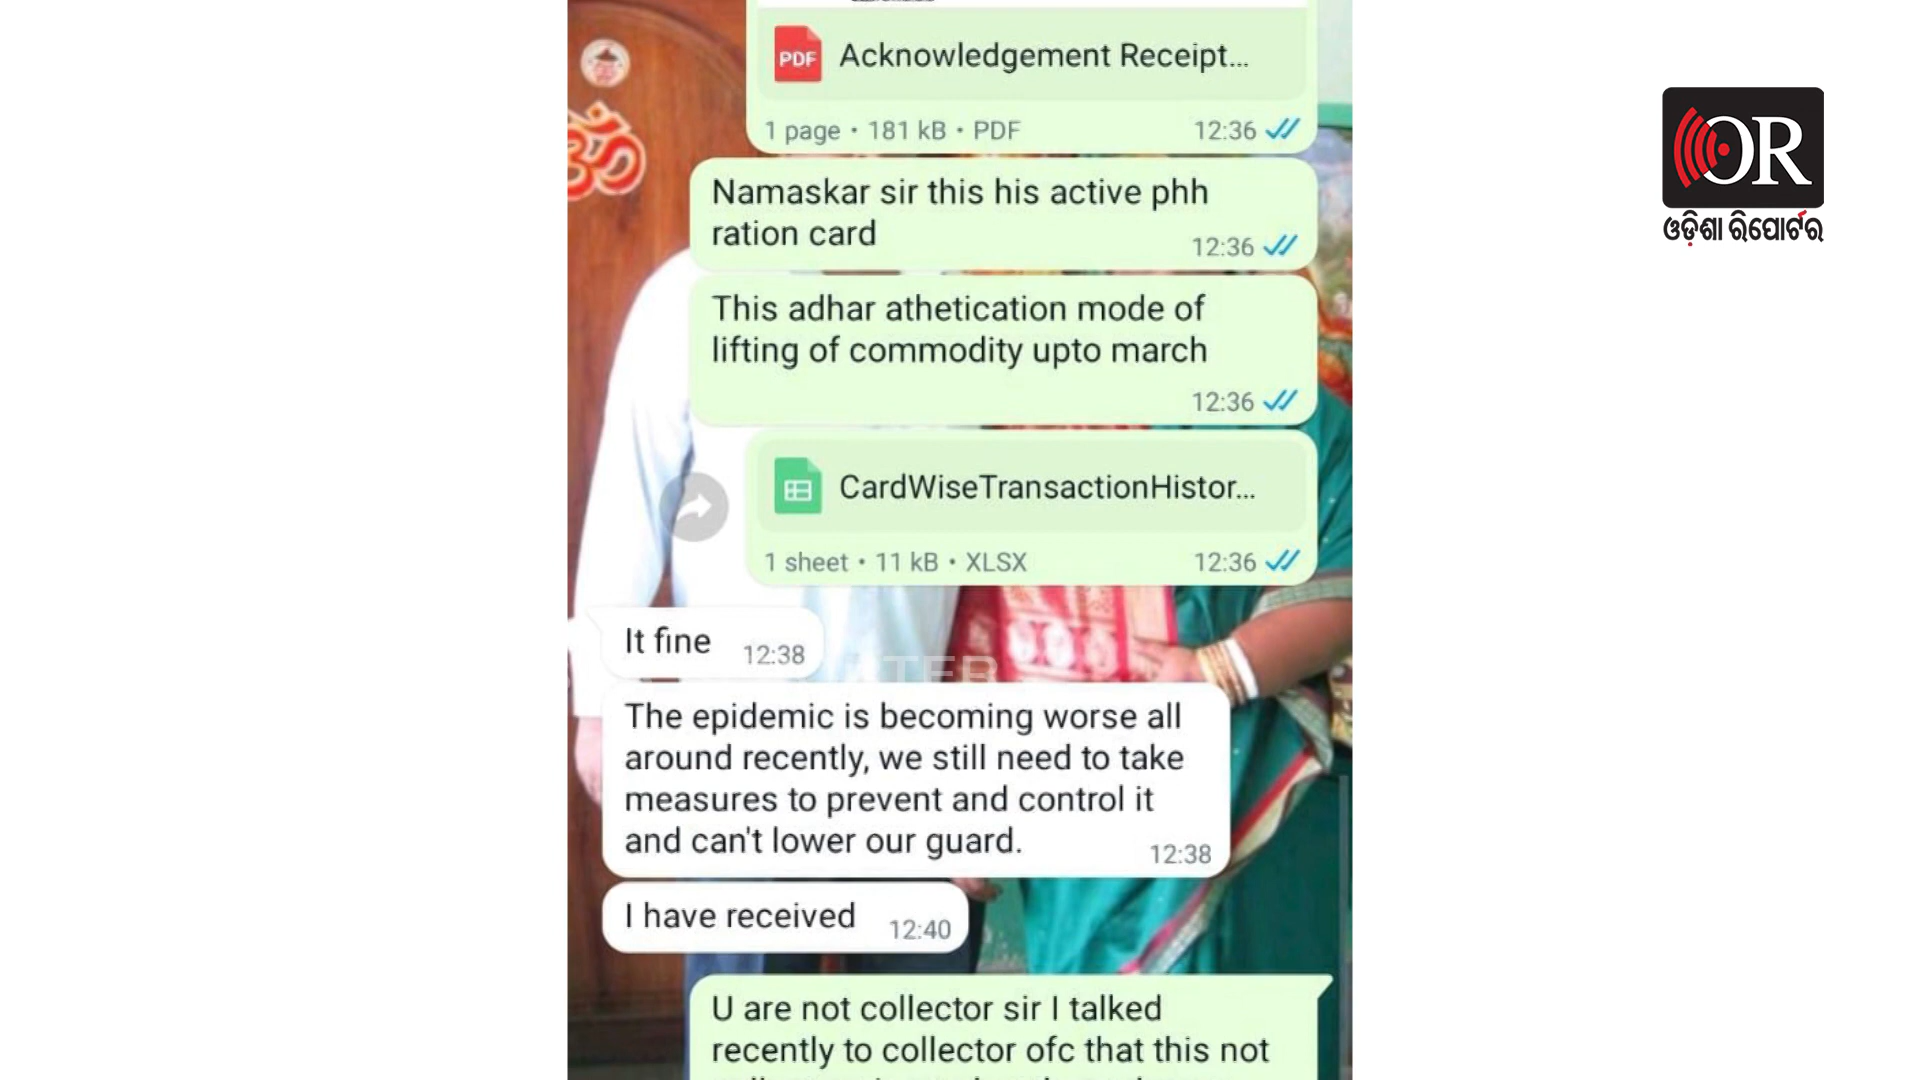 PDF
Acknowledgement Receipt...
1 page • 181 kB • PDF
12:36
Namaskar sir this his active phh
ration card
12:36
This adhar athetication mode of
lifting of commodity upto march
12:36
CardWiseTransactionHistor...
1 sheet • 11 kB • XLSX
12:36
It fine
12:38
The epidemic is becoming worse all
around recently, we still need to take
measures to prevent and control it
and can't lower our guard.
12:38
I have received
12:40
U are not collector sir I talked
recently to collector ofc that this not
OR
ଓଡ଼ିଶା ରିପୋର୍ଟର
ॐ